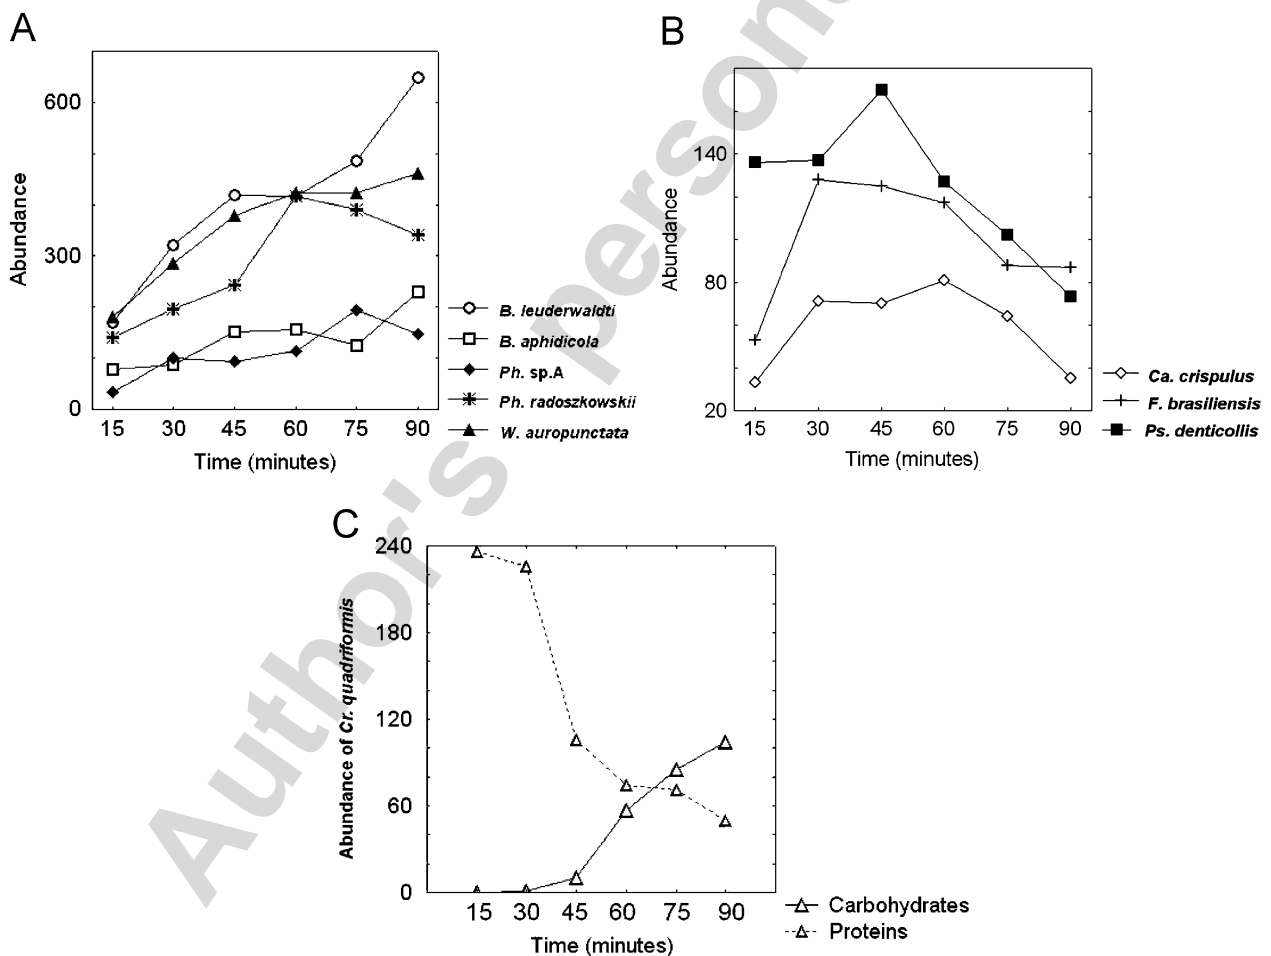 A
B
600
300
0
Abundance
15 30 45 60 75 90
Time (minutes)
B. leuderwaldti
B. aphidicola
Ph. sp.A
Ph. radoszkowskii
W. auropunctata
140
80
20
Abundance
15 30 45 60 75 90
Time (minutes)
Ca. crispulus
F. brasiliensis
Ps. denticollis
C
240
180
120
60
0
Abundance of Cr. quadriformis
15 30 45 60 75 90
Time (minutes)
Carbohydrates
Proteins
Author's person